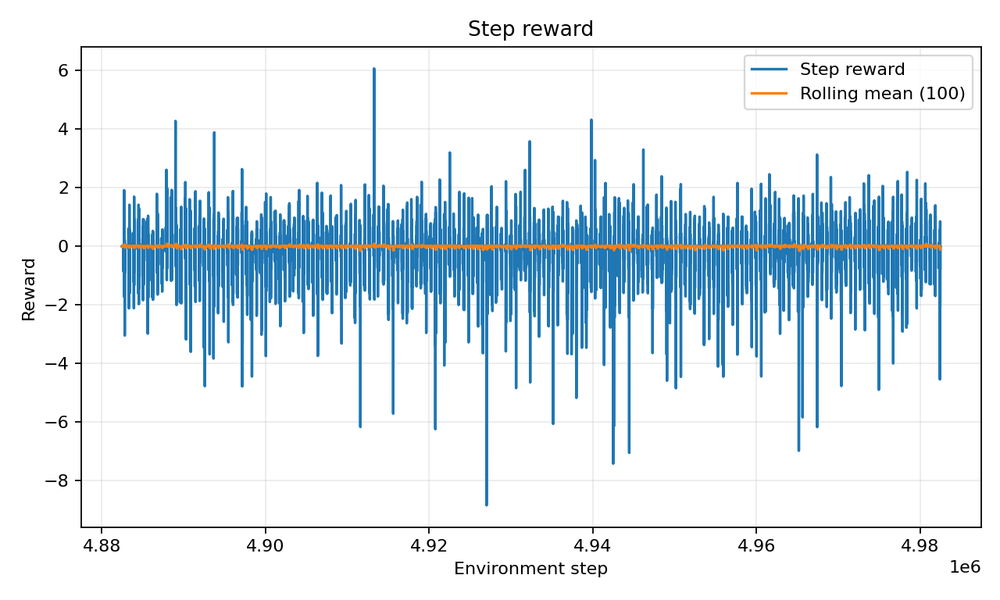 Step reward
Step reward
Rolling mean (100)
6
4
2
0
−2
−4
−6
−8
Reward
4.88 4.90 4.92 4.94 4.96 4.98
1e6
Environment step